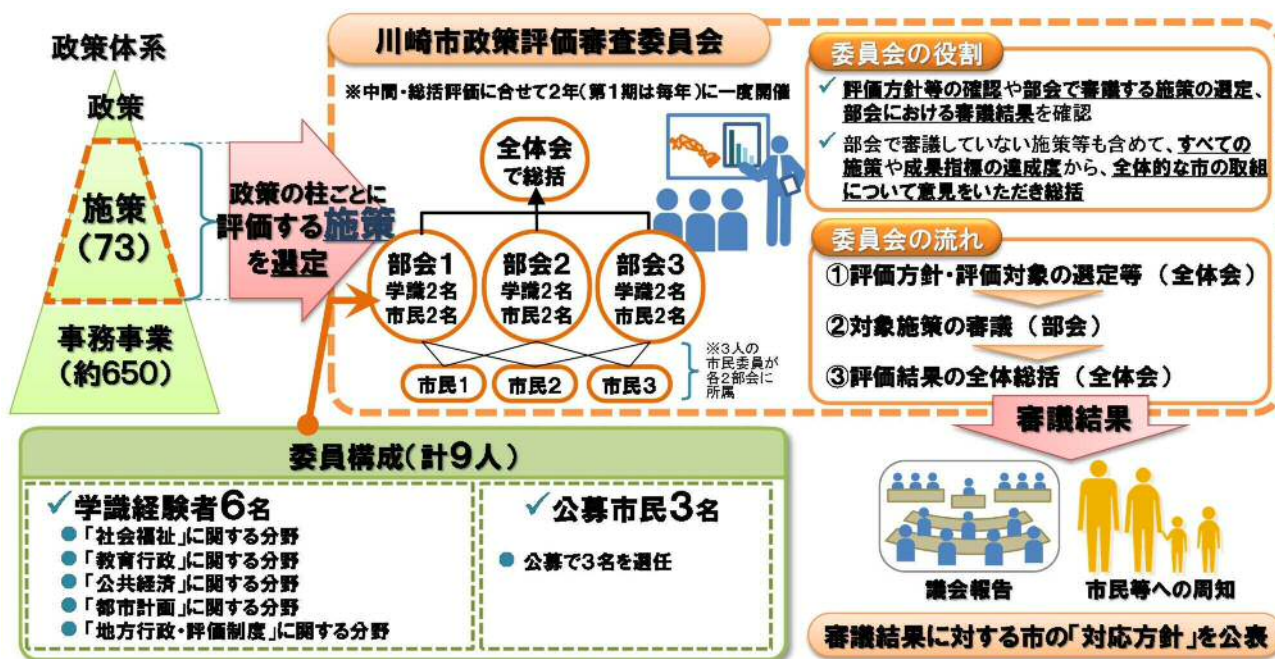 政策体系
政策
施策
(73)
事務事業
(約650)
政策の柱ごとに
評価する施策
を選定
川崎市政策評価審査委員会
※中間・総括評価に合せて2年(第1期は毎年)に一度開催
全体会
で総括
部会1
学識2名
市民2名
部会2
学識2名
市民2名
部会3
学識2名
市民2名
市民1
市民2
市民3
※3人の
市民委員が
各2部会に
所属
委員会の役割
✓ 評価方針等の確認や部会で審議する施策の選定、
部会における審議結果を確認
✓ 部会で審議していない施策等も含めて、すべての
施策や成果指標の達成度から、全体的な市の取組
について意見をいただき総括
委員会の流れ
①評価方針・評価対象の選定等（全体会）
②対象施策の審議（部会）
③評価結果の全体総括（全体会）
審議結果
委員構成(計9人)
✓学識経験者6名
●「社会福祉」に関する分野
●「教育行政」に関する分野
●「公共経済」に関する分野
●「都市計画」に関する分野
●「地方行政・評価制度」に関する分野
✓公募市民3名
● 公募で3名を選任
議会報告
市民等への周知
審議結果に対する市の「対応方針」を公表